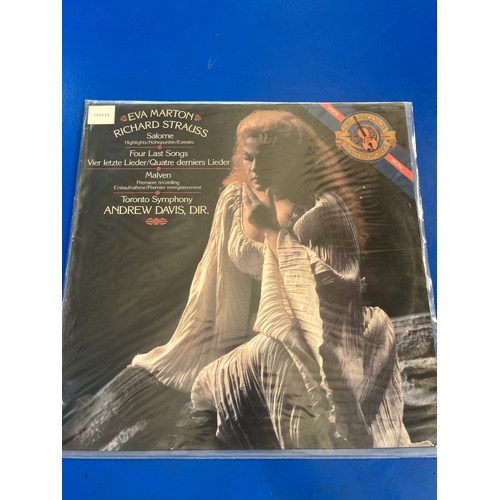 EVA MARTON
RICHARD STRAUSS
Salome
Highlights/Höhepunkte/Extraits
Four Last Songs
Vier letzte Lieder/Quatre derniers Lieder
Malven
Premiere recording
Erstaufnahme/Premier enregistrement
Toronto Symphony
ANDREW DAVIS, DIR.